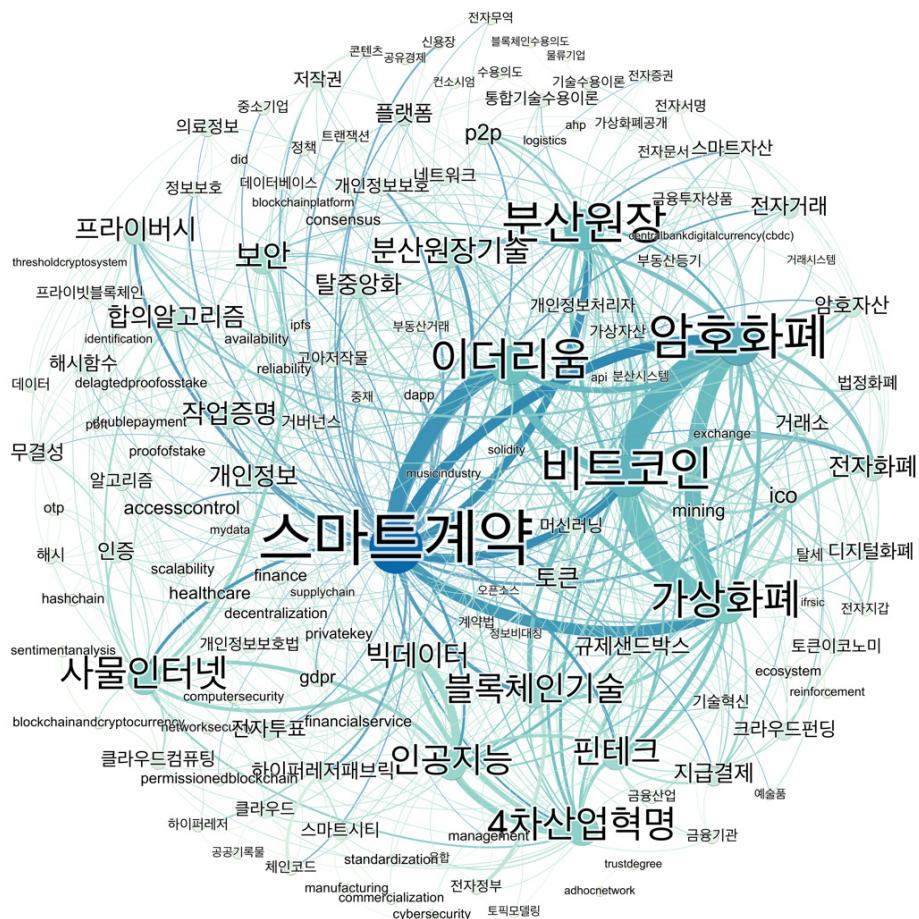 전자무역
블록체인수용의도
신용장
콘텐츠
공유경제
물류기업
수용의도
컨소시엄
기술수용이론
전자증권
저작권
통합기술수용이론
중소기업
플랫폼
전자서명
의료정보
트랜잭션
p2p
ahp
가상화폐공개
logistics
정책
전자문서
스마트자산
did
네트워크
데이터베이스
개인정보보호
정보보호
blockchainplatform
금융투자상품
전자거래
consensus
분산원장
프라이버시
centralbankdigitalcurrency(cbdc)
보안
분산원장기술
thresholdcryptosystem
부동산등기
거래시스템
탈중앙화
프라이빗블록체인
개인정보처리자
암호자산
합의알고리즘
ipfs
부동산거래
가상자산
암호화폐
identification
availability
고아저작물
이더리움
해시함수
reliability
api
분산시스템
데이터
delagtedproofosstake
중재
dapp
법정화폐
작업증명
거버넌스
doublepayment
거래소
exchange
무결성
proofofstake
solidity
비트코인
전자화폐
알고리즘
개인정보
musicindustry
ico
otp
accesscontrol
mining
mydata
스마트계약
머신러닝
해시
인증
탈세
디지털화폐
scalability
finance
토큰
hashchain
healthcare
supplychain
오픈소스
가상화폐
ifrsic
전자지갑
decentralization
계약법
privatekey
정보비대칭
sentimentanalysis
개인정보보호법
규제샌드박스
토큰이코노미
사물인터넷
빅데이터
ecosystem
gdpr
블록체인기술
reinforcement
computersecurity
기술혁신
blockchainandcryptocurrency
networksecurity
전자투표
financialservice
크라우드펀딩
클라우드컴퓨팅
인공지능
핀테크
permissionedblockchain
하이퍼레저패브릭
지급결제
예술품
금융산업
클라우드
하이퍼레저
스마트시티
management
4차산업혁명
금융기관
공공기록물
standardization
융합
체인코드
trustdegree
manufacturing
전자정부
adhocnetwork
commercialization
cybersecurity
토픽모델링